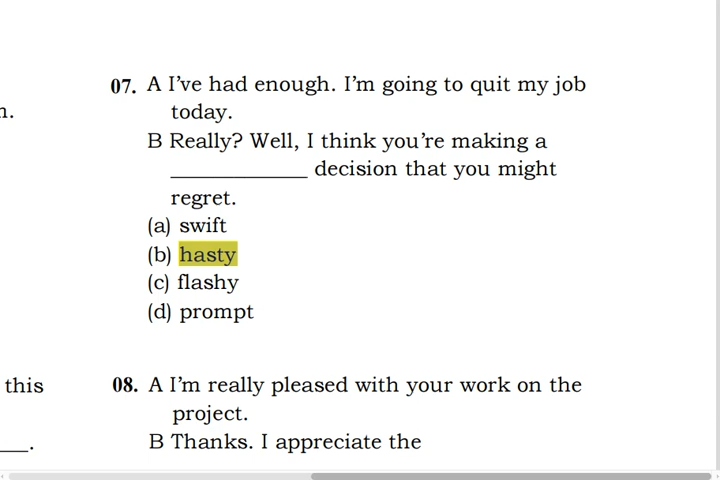 07. A I've had enough. I'm going to quit my job
today.
B Really? Well, I think you're making a
____________ decision that you might
regret.
(a) swift
(b) hasty
(c) flashy
(d) prompt
this
08. A I'm really pleased with your work on the
project.
B Thanks. I appreciate the